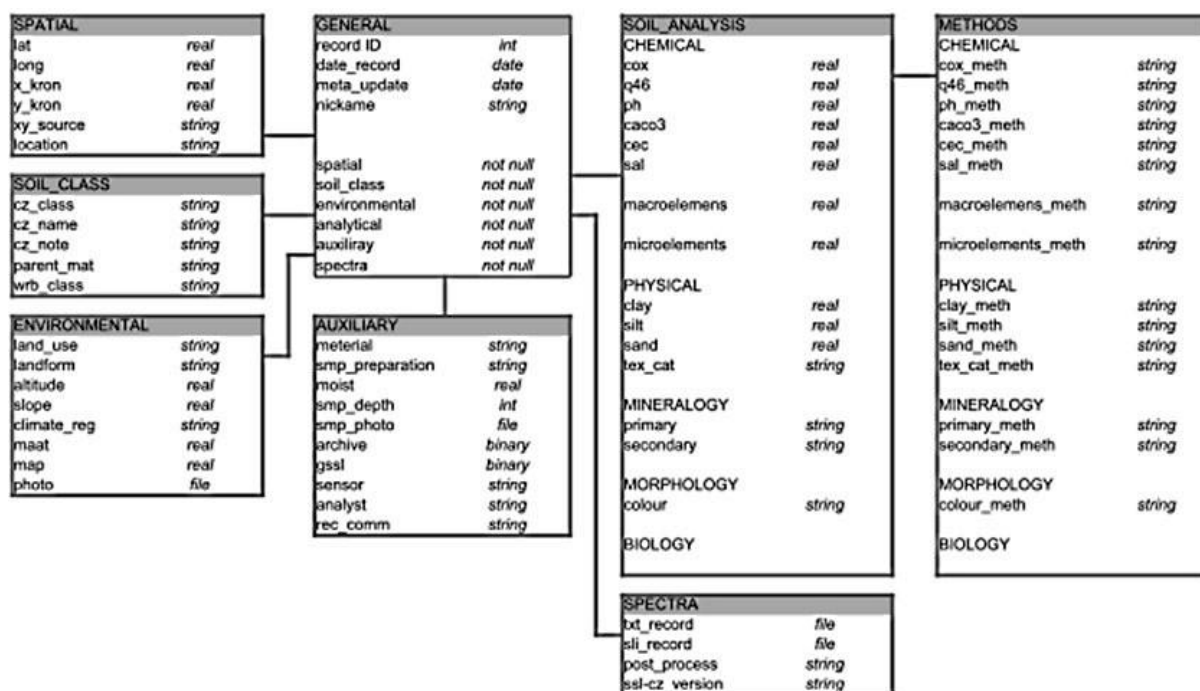 SPATIAL
lat real
long real
x_kron real
y_kron real
xy_source string
location string
SOIL_CLASS
cz_class string
cz_name string
cz_note string
parent_mat string
wrb_class string
ENVIRONMENTAL
land_use string
landform string
altitude real
slope real
climate_reg string
maat real
map real
photo file
GENERAL
record ID int
date_record date
meta_update date
nickame string
spatial not null
soil_class not null
environmental not null
analytical not null
auxiliray not null
spectra not null
AUXILIARY
meterial string
smp_preparation string
moist real
smp_depth int
smp_photo file
archive binary
gssl binary
sensor string
analyst string
rec_comm string
SOIL_ANALYSIS
CHEMICAL
cox real
q46 real
ph real
caco3 real
cec real
sal real
macroelemens real
microelements real
PHYSICAL
clay real
silt real
sand real
tex_cat string
MINERALOGY
primary string
secondary string
MORPHOLOGY
colour string
BIOLOGY
SPECTRA
txt_record file
sli_record file
post_process string
ssl-cz_version string
METHODS
CHEMICAL
cox_meth string
q46_meth string
ph_meth string
caco3_meth string
cec_meth string
sal_meth string
macroelemens_meth string
microelements_meth string
PHYSICAL
clay_meth string
silt_meth string
sand_meth string
tex_cat_meth string
MINERALOGY
primary_meth string
secondary_meth string
MORPHOLOGY
colour_meth string
BIOLOGY